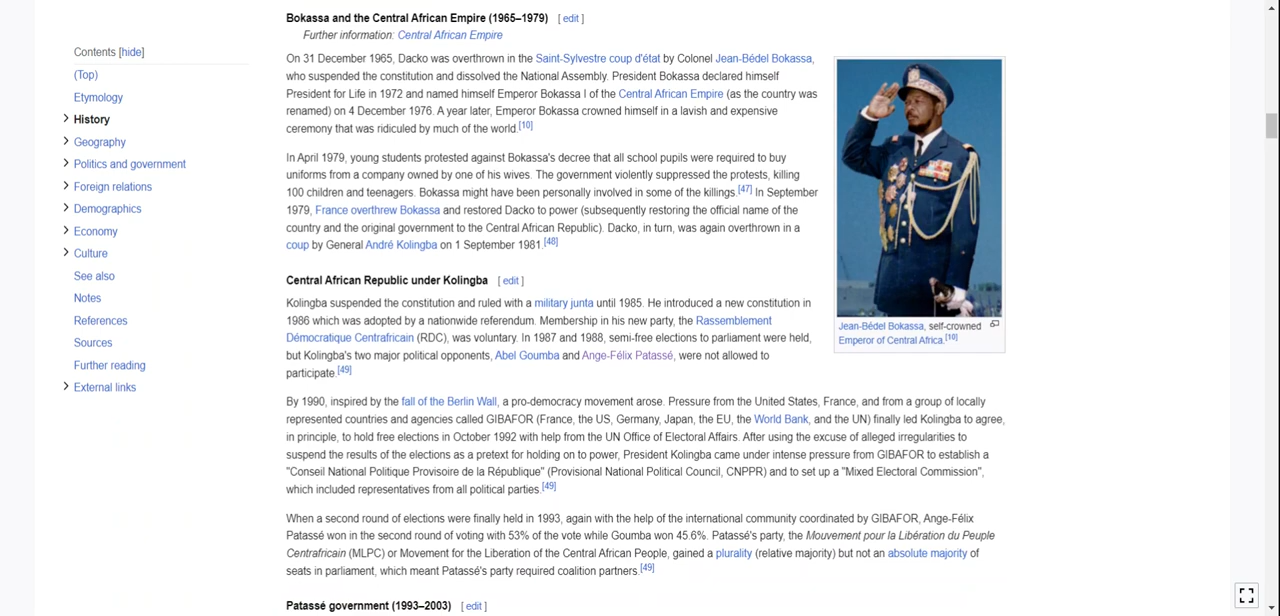 Bokassa and the Central African Empire (1965–1979) [ edit ]
Further information: Central African Empire
Contents [hide]
(Top)
Etymology
History
Geography
Politics and government
Foreign relations
Demographics
Economy
Culture
See also
Notes
References
Sources
Further reading
External links
On 31 December 1965, Dacko was overthrown in the Saint-Sylvestre coup d'état by Colonel Jean-Bédel Bokassa,
who suspended the constitution and dissolved the National Assembly. President Bokassa declared himself
President for Life in 1972 and named himself Emperor Bokassa I of the Central African Empire (as the country was
renamed) on 4 December 1976. A year later, Emperor Bokassa crowned himself in a lavish and expensive
ceremony that was ridiculed by much of the world.[10]
In April 1979, young students protested against Bokassa's decree that all school pupils were required to buy
uniforms from a company owned by one of his wives. The government violently suppressed the protests, killing
100 children and teenagers. Bokassa might have been personally involved in some of the killings.[47] In September
1979, France overthrew Bokassa and restored Dacko to power (subsequently restoring the official name of the
country and the original government to the Central African Republic). Dacko, in turn, was again overthrown in a
coup by General André Kolingba on 1 September 1981.[48]
Jean-Bédel Bokassa, self-crowned
Emperor of Central Africa.[10]
Central African Republic under Kolingba [ edit ]
Kolingba suspended the constitution and ruled with a military junta until 1985. He introduced a new constitution in
1986 which was adopted by a nationwide referendum. Membership in his new party, the Rassemblement
Démocratique Centrafricain (RDC), was voluntary. In 1987 and 1988, semi-free elections to parliament were held,
but Kolingba's two major political opponents, Abel Goumba and Ange-Félix Patassé, were not allowed to
participate.[49]
By 1990, inspired by the fall of the Berlin Wall, a pro-democracy movement arose. Pressure from the United States, France, and from a group of locally
represented countries and agencies called GIBAFOR (France, the US, Germany, Japan, the EU, the World Bank, and the UN) finally led Kolingba to agree,
in principle, to hold free elections in October 1992 with help from the UN Office of Electoral Affairs. After using the excuse of alleged irregularities to
suspend the results of the elections as a pretext for holding on to power, President Kolingba came under intense pressure from GIBAFOR to establish a
"Conseil National Politique Provisoire de la République" (Provisional National Political Council, CNPPR) and to set up a "Mixed Electoral Commission",
which included representatives from all political parties.[49]
When a second round of elections were finally held in 1993, again with the help of the international community coordinated by GIBAFOR, Ange-Félix
Patassé won in the second round of voting with 53% of the vote while Goumba won 45.6%. Patassé's party, the Mouvement pour la Libération du Peuple
Centrafricain (MLPC) or Movement for the Liberation of the Central African People, gained a plurality (relative majority) but not an absolute majority of
seats in parliament, which meant Patassé's party required coalition partners.[49]
Patassé government (1993–2003) [ edit ]